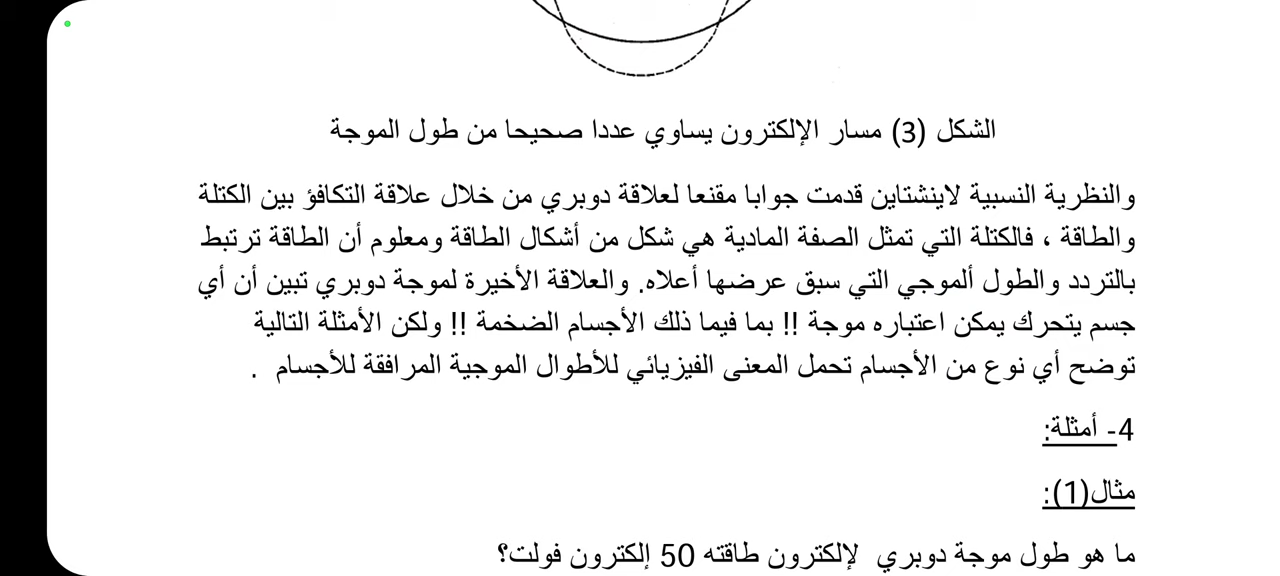 الشكل (3) مسار الإلكترون يساوي عددا صحيحا من طول الموجة
والنظرية النسبية لاينشتاين قدمت جوابا مقنعا لعلاقة دوبري من خلال علاقة التكافؤ بين الكتلة
والطاقة ، فالكتلة التي تمثل الصفة المادية هي شكل من أشكال الطاقة ومعلوم أن الطاقة ترتبط
بالتردد والطول ألموجي التي سبق عرضها أعلاه. والعلاقة الأخيرة لموجة دوبري تبين أن أي
جسم يتحرك يمكن اعتباره موجة !! بما فيما ذلك الأجسام الضخمة !! ولكن الأمثلة التالية
توضح أي نوع من الأجسام تحمل المعنى الفيزيائي للأطوال الموجية المرافقة للأجسام .
4- أمثلة:
مثال(1):
ما هو طول موجة دوبري لإلكترون طاقته 50 إلكترون فولت؟